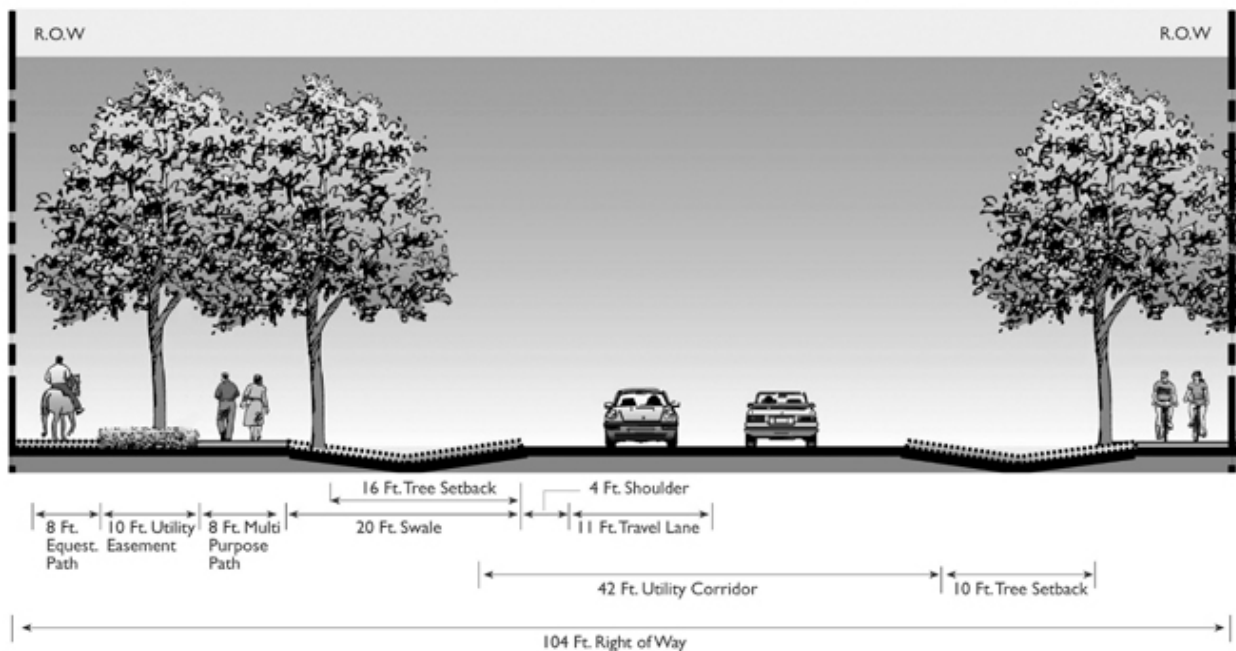 R.O.W
R.O.W
16 Ft. Tree Setback
4 Ft. Shoulder
8 Ft.
Equest.
Path
10 Ft. Utility
Easement
8 Ft. Multi
Purpose
Path
20 Ft. Swale
11 Ft. Travel Lane
42 Ft. Utility Corridor
10 Ft. Tree Setback
104 Ft. Right of Way